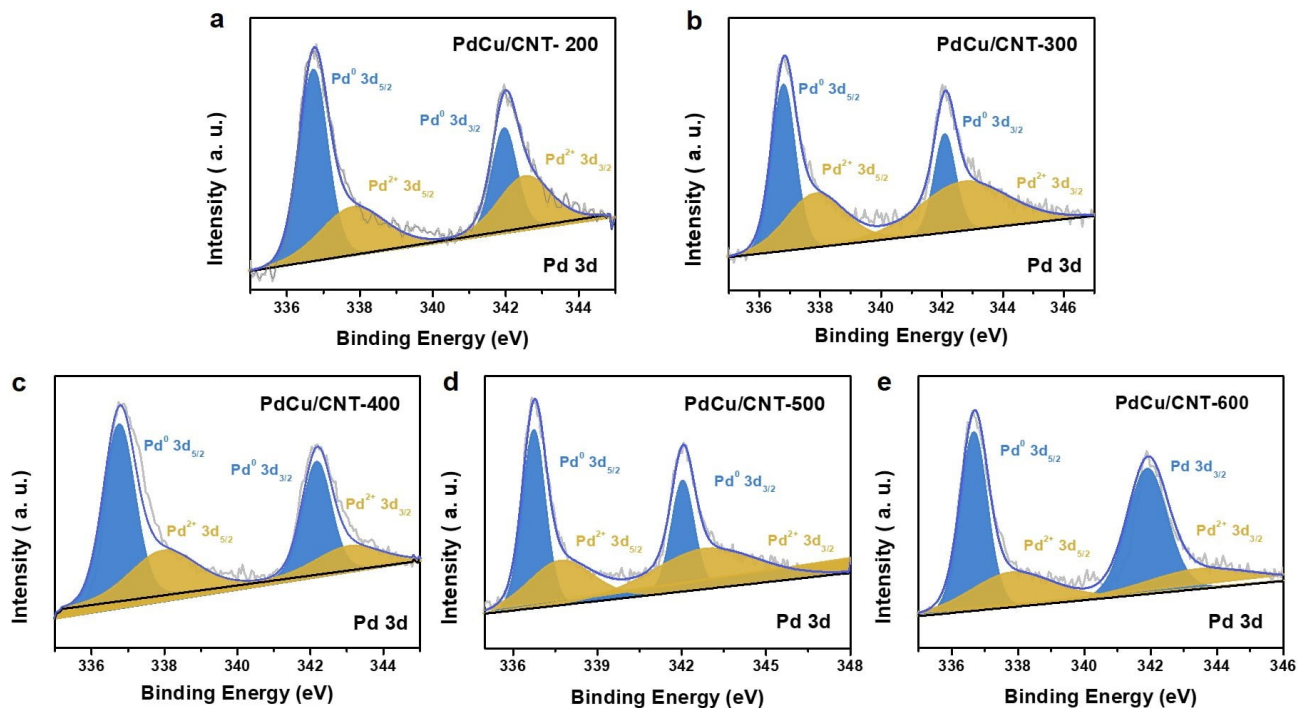 a
PdCu/CNT- 200
Pd⁰ 3d₅/₂
Pd⁰ 3d₃/₂
Pd²⁺ 3d₅/₂
Pd²⁺ 3d₃/₂
Pd 3d
Intensity ( a. u.)
336 338 340 342 344
Binding Energy (eV)
b
PdCu/CNT-300
Pd⁰ 3d₅/₂
Pd⁰ 3d₃/₂
Pd²⁺ 3d₅/₂
Pd²⁺ 3d₃/₂
Pd 3d
Intensity ( a. u.)
336 338 340 342 344 346
Binding Energy (eV)
c
PdCu/CNT-400
Pd⁰ 3d₅/₂
Pd⁰ 3d₃/₂
Pd²⁺ 3d₅/₂
Pd²⁺ 3d₃/₂
Pd 3d
Intensity ( a. u.)
336 338 340 342 344
Binding Energy (eV)
d
PdCu/CNT-500
Pd⁰ 3d₅/₂
Pd⁰ 3d₃/₂
Pd²⁺ 3d₅/₂
Pd²⁺ 3d₃/₂
Pd 3d
Intensity ( a. u.)
336 339 342 345 348
Binding Energy (eV)
e
PdCu/CNT-600
Pd⁰ 3d₅/₂
Pd 3d₃/₂
Pd²⁺ 3d₅/₂
Pd²⁺ 3d₃/₂
Pd 3d
Intensity ( a. u.)
336 338 340 342 344 346
Binding Energy (eV)